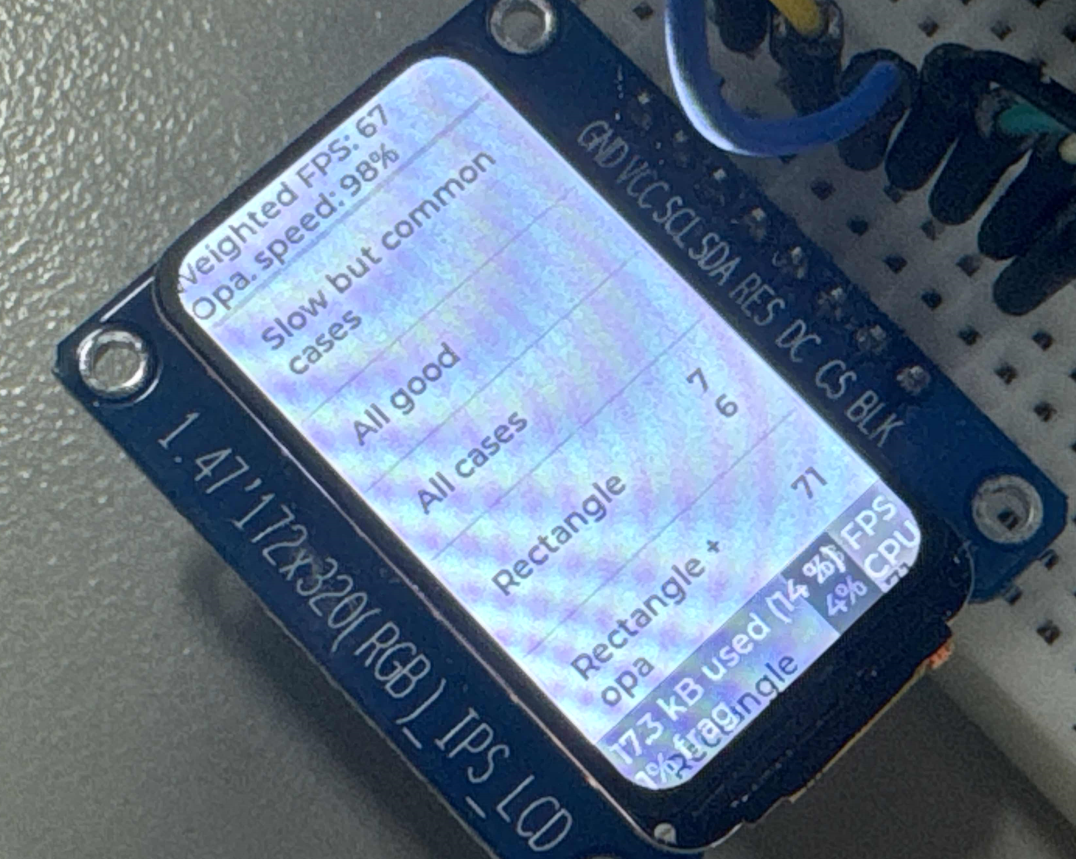 Weighted FPS: 67
Opa. speed: 98%
Slow but common
cases
All good
All cases
Rectangle
7
6
Rectangle +
opa
71
FPS
4% CPU
17.3 kB used (14 %)
1% frag.
GND VCC SCL SDA RES DC CS BLK
1.47'172x320(RGB)_IPS_LCD